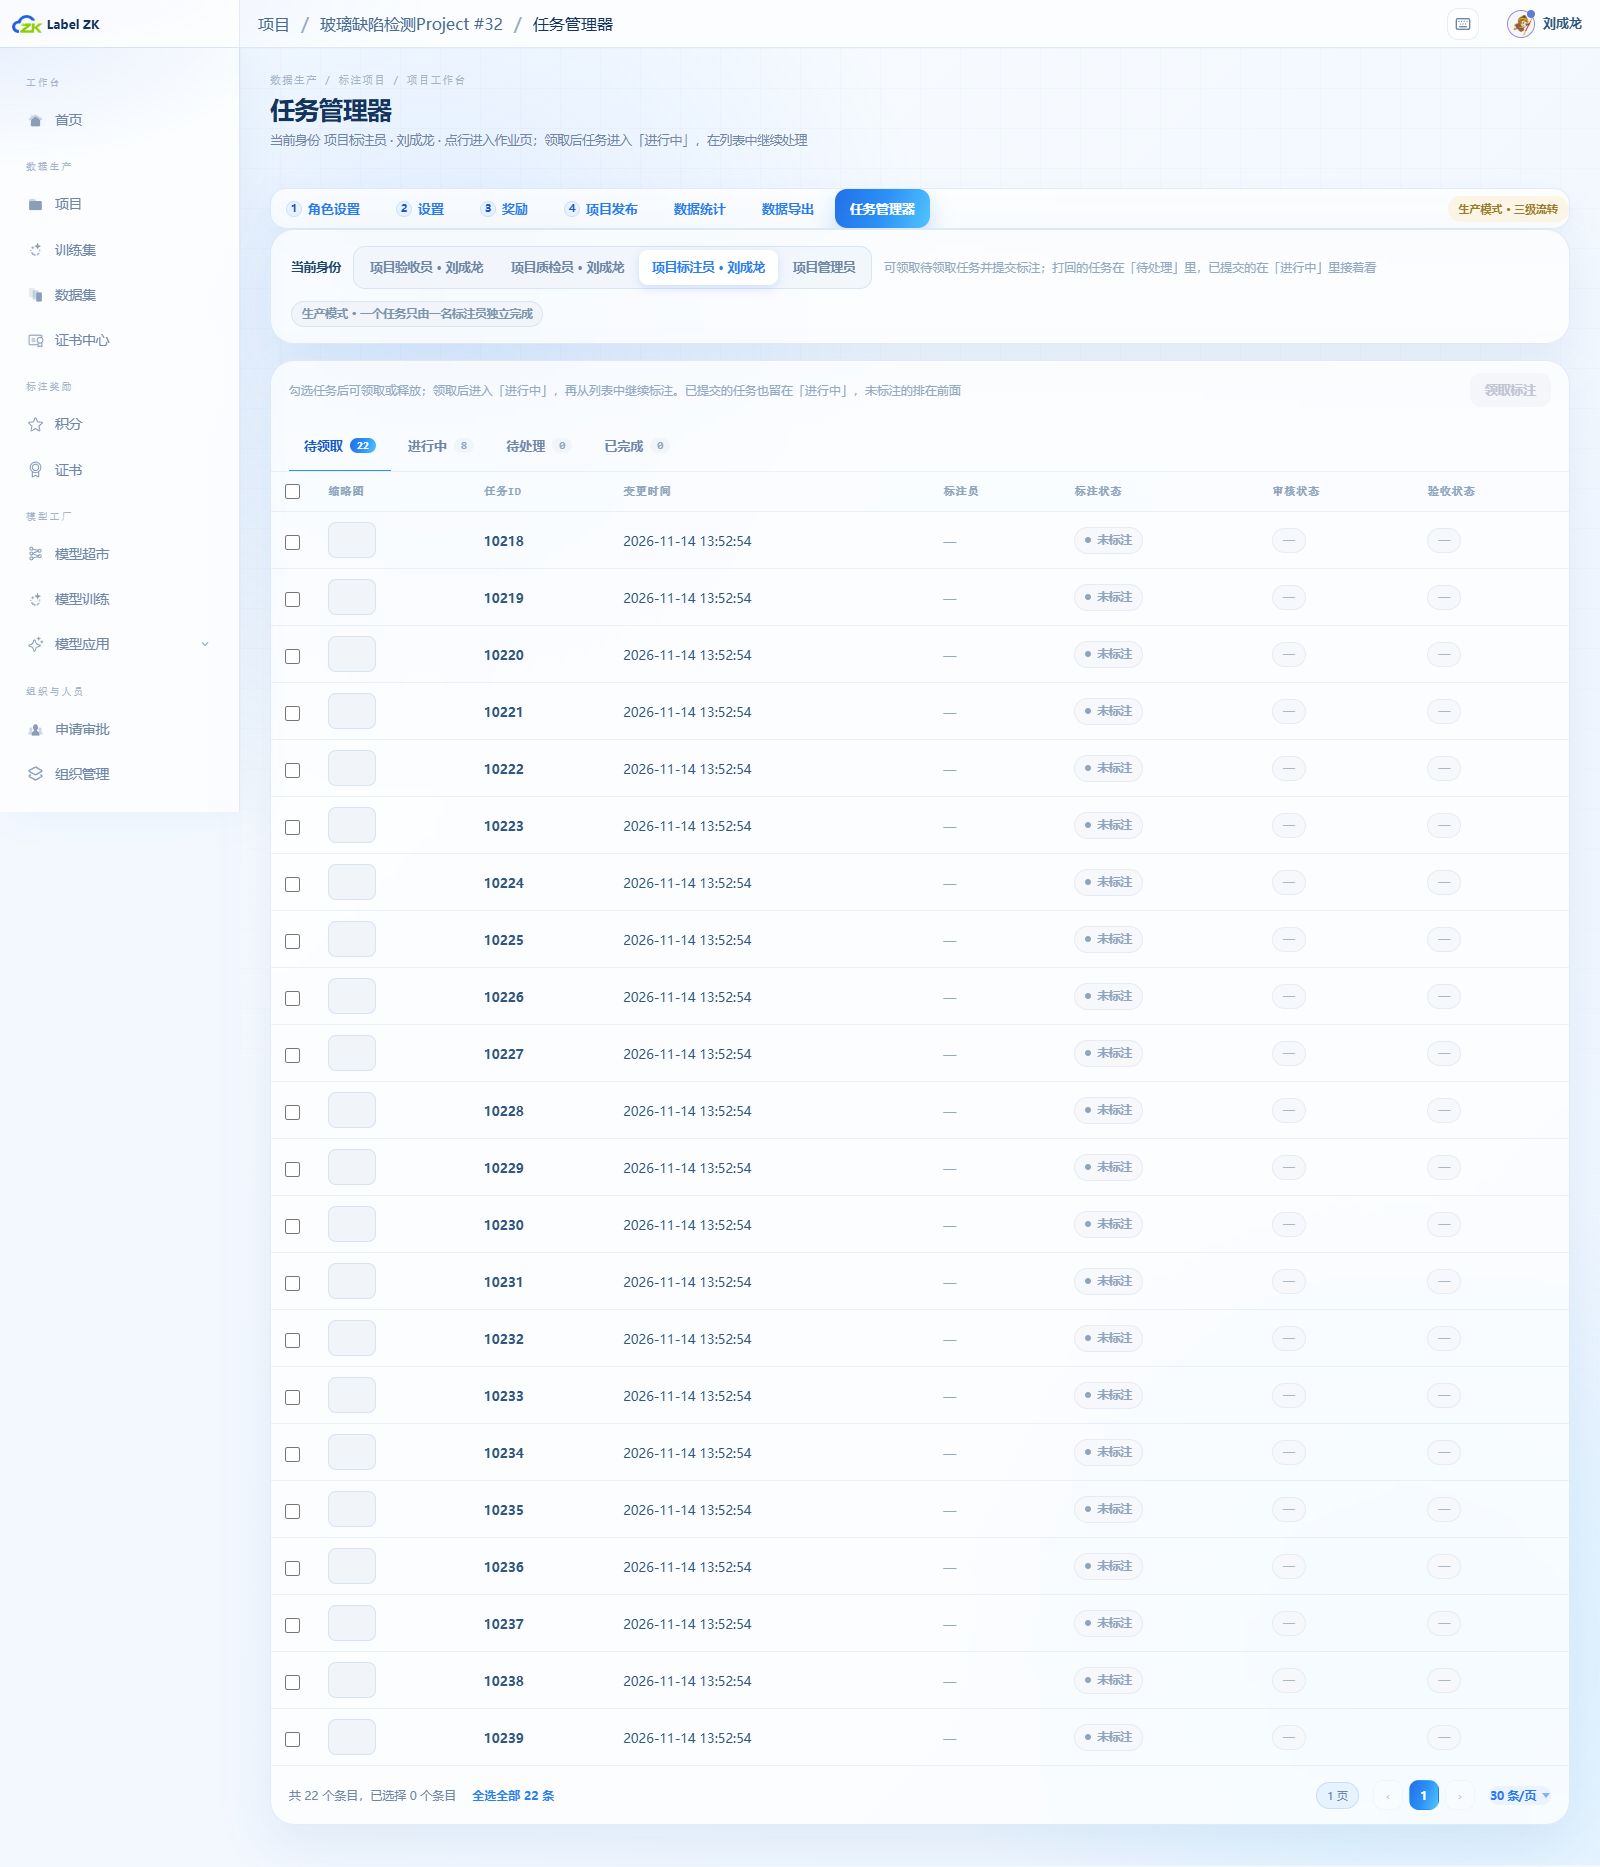 Label ZK
项目 / 玻璃缺陷检测Project #32 / 任务管理器
刘成龙
工作台
首页
数据生产
项目
训练集
数据集
证书中心
标注奖励
积分
证书
模型工厂
模型超市
模型训练
模型应用
组织与人员
申请审批
组织管理
数据生产 / 标注项目 / 项目工作台
任务管理器
当前身份 项目标注员 · 刘成龙 · 点行进入作业页；领取后任务进入「进行中」，在列表中继续处理
1 角色设置 2 设置 3 奖励 4 项目发布 数据统计 数据导出 任务管理器 生产模式 • 三级流转
当前身份 项目验收员 • 刘成龙 项目质检员 • 刘成龙 项目标注员 • 刘成龙 项目管理员 可领取待领取任务并提交标注；打回的任务在「待处理」里，已提交的在「进行中」里接着看
生产模式 • 一个任务只由一名标注员独立完成
勾选任务后可领取或释放；领取后进入「进行中」，再从列表中继续标注。已提交的任务也留在「进行中」，未标注的排在前面 领取标注
待领取 22 进行中 8 待处理 0 已完成 0
缩略图 任务ID 变更时间 标注员 标注状态 审核状态 验收状态
10218 2026-11-14 13:52:54 — 未标注 — —
10219 2026-11-14 13:52:54 — 未标注 — —
10220 2026-11-14 13:52:54 — 未标注 — —
10221 2026-11-14 13:52:54 — 未标注 — —
10222 2026-11-14 13:52:54 — 未标注 — —
10223 2026-11-14 13:52:54 — 未标注 — —
10224 2026-11-14 13:52:54 — 未标注 — —
10225 2026-11-14 13:52:54 — 未标注 — —
10226 2026-11-14 13:52:54 — 未标注 — —
10227 2026-11-14 13:52:54 — 未标注 — —
10228 2026-11-14 13:52:54 — 未标注 — —
10229 2026-11-14 13:52:54 — 未标注 — —
10230 2026-11-14 13:52:54 — 未标注 — —
10231 2026-11-14 13:52:54 — 未标注 — —
10232 2026-11-14 13:52:54 — 未标注 — —
10233 2026-11-14 13:52:54 — 未标注 — —
10234 2026-11-14 13:52:54 — 未标注 — —
10235 2026-11-14 13:52:54 — 未标注 — —
10236 2026-11-14 13:52:54 — 未标注 — —
10237 2026-11-14 13:52:54 — 未标注 — —
10238 2026-11-14 13:52:54 — 未标注 — —
10239 2026-11-14 13:52:54 — 未标注 — —
共 22 个条目，已选择 0 个条目 全选全部 22 条 1 页 ‹ 1 › 30 条/页